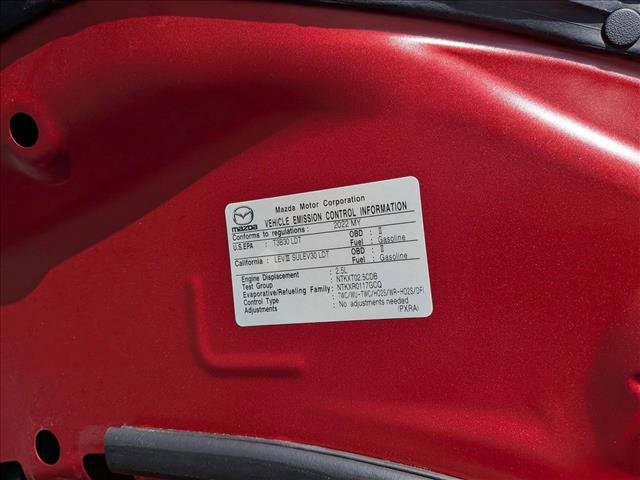 Mazda Motor Corporation
mazda
VEHICLE EMISSION CONTROL INFORMATION
Conforms to regulations : 2022 MY
U.S.EPA : T3B30 LDT OBD : II
Fuel : Gasoline
California : LEVⅢ SULEV30 LDT OBD : II
Fuel : Gasoline
Engine Displacement : 2.5L
Test Group : NTKXT02.5CDB
Evaporative/Refueling Family : NTKXR0117GCQ
Control Type : TWC/WU-TWC/HO2S/WR-HO2S/DFI
Adjustments : No adjustments needed
(PXRA)